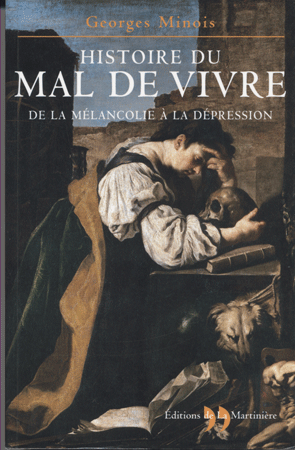 Georges Minois
HISTOIRE DU
MAL DE VIVRE
DE LA MÉLANCOLIE À LA DÉPRESSION
Éditions de La Martinière